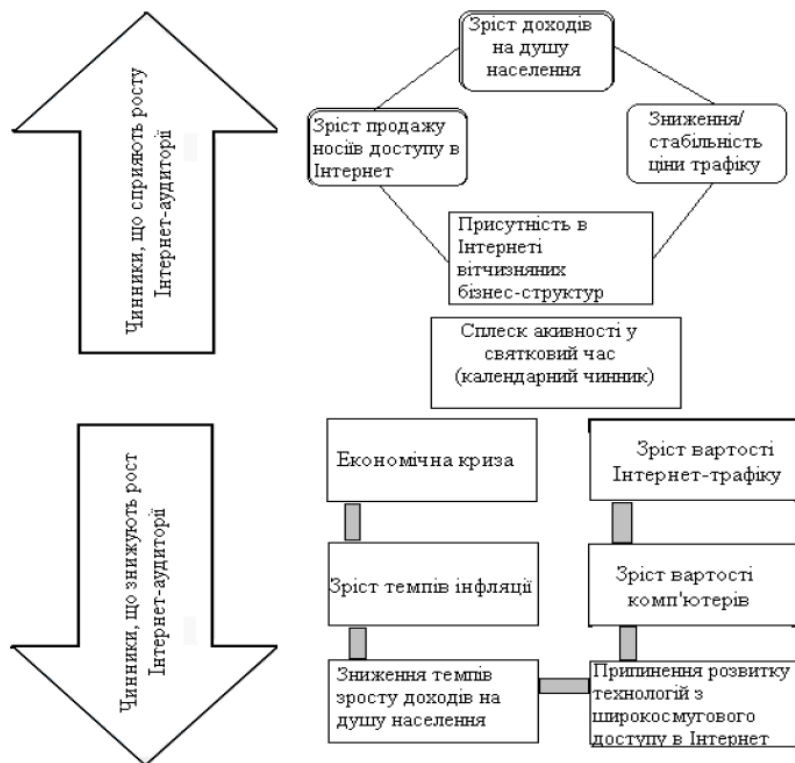 Чинники, що сприяють росту
Інтернет-аудиторії
Зріст доходів
на душу
населення
Зріст продажу
носіїв доступу в
Інтернет
Зниження/
стабільність
ціни трафіку
Присутність в
Інтернеті
вітчизняних
бізнес-структур
Сплеск акивності у
святковий час
(календарний чинник)
Чинники, що знижують рост
Інтернет-аудиторії
Економічна криза
Зріст вартості
Інтернет-трафіку
Зріст темпів інфляції
Зріст вартості
комп'ютерів
Зниження темпів
зросту доходів на
душу населення
Припинення розвитку
технологій з
широкосмугового
доступу в Інтернет